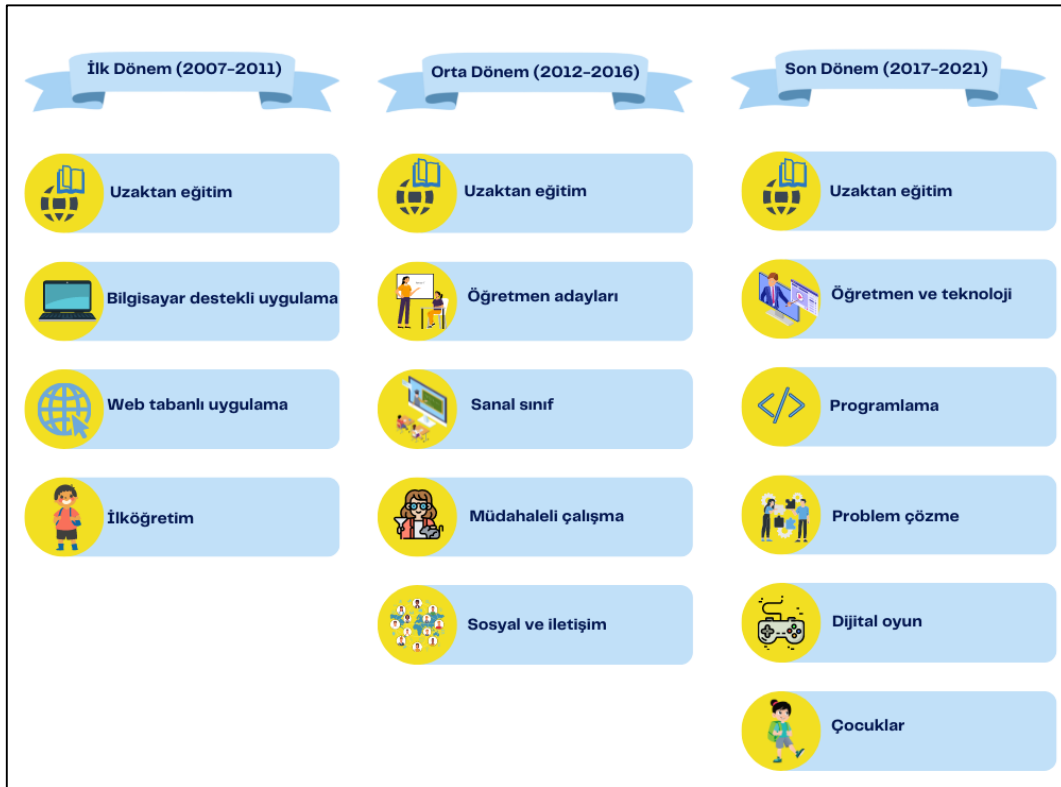 İlk Dönem (2007-2011)
Uzaktan eğitim
Bilgisayar destekli uygulama
Web tabanlı uygulama
İlköğretim
Orta Dönem (2012-2016)
Uzaktan eğitim
Öğretmen adayları
Sanal sınıf
Müdahaleli çalışma
Sosyal ve iletişim
Son Dönem (2017-2021)
Uzaktan eğitim
Öğretmen ve teknoloji
Programlama
Problem çözme
Dijital oyun
Çocuklar